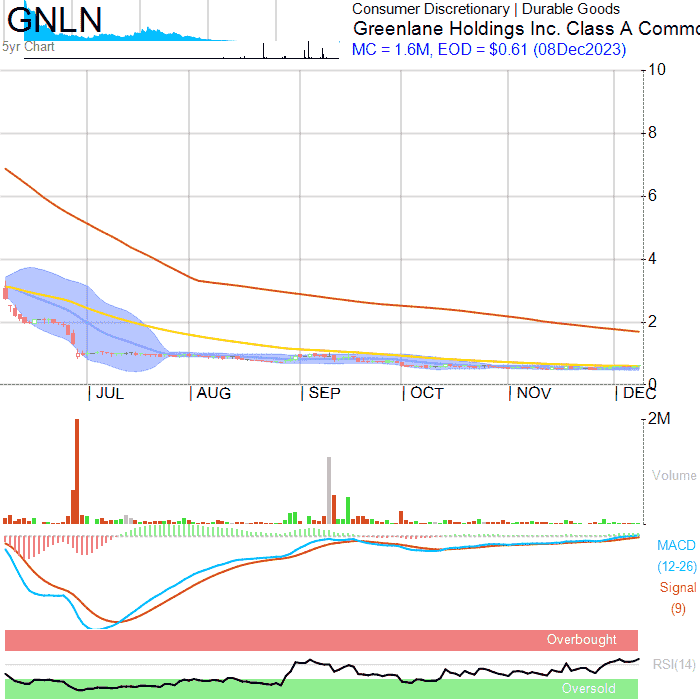 GNLN
Consumer Discretionary | Durable Goods
Greenlane Holdings Inc. Class A Commo
5yr Chart
MC = 1.6M, EOD = $0.61 (08Dec2023)
10
8
6
4
2
0
JUL AUG SEP OCT NOV DEC
2M
Volume
MACD
(12-26)
Signal
(9)
Overbought
RSI(14)
Oversold